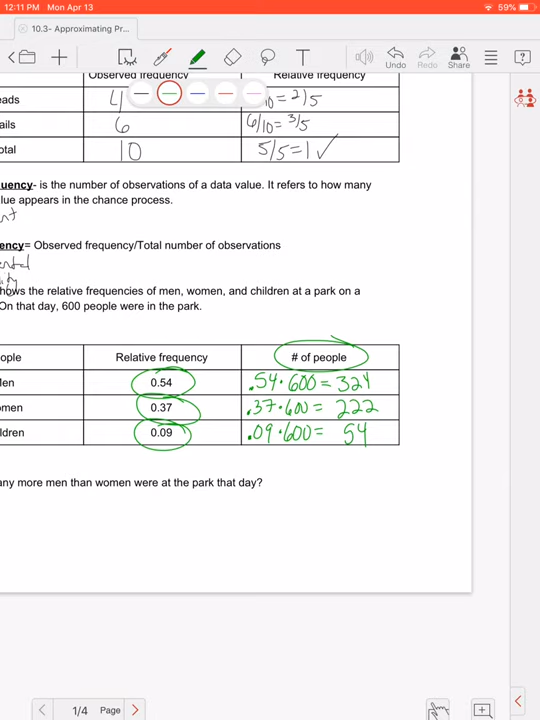 12:11 PM Mon Apr 13
59%
10.3- Approximating Pr...
Undo
Share
Observed frequency Relative frequency
eads 4 10 = 2/5
ails 6 6/10 = 3/5
otal 10 5/5 = 1 ✓
uency- is the number of observations of a data value. It refers to how many
lue appears in the chance process.
ency= Observed frequency/Total number of observations
ental
hows the relative frequencies of men, women, and children at a park on a
On that day, 600 people were in the park.
ople Relative frequency # of people
Men 0.54 .54 · 600 = 324
omen 0.37 .37 · 600 = 222
ldren 0.09 .09 · 600 = 54
any more men than women were at the park that day?
1/4 Page